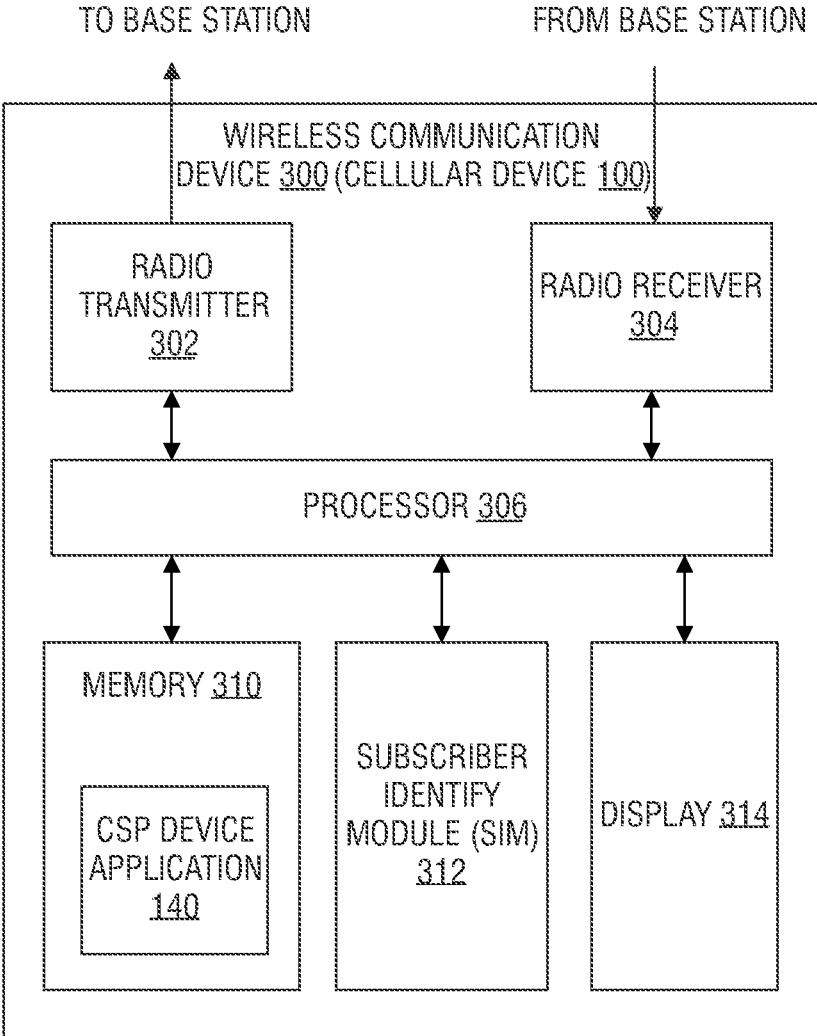 TO BASE STATION
FROM BASE STATION
WIRELESS COMMUNICATION
DEVICE 300 (CELLULAR DEVICE 100)
RADIO
TRANSMITTER
302
RADIO RECEIVER
304
PROCESSOR 306
MEMORY 310
CSP DEVICE
APPLICATION
140
SUBSCRIBER
IDENTIFY
MODULE (SIM)
312
DISPLAY 314